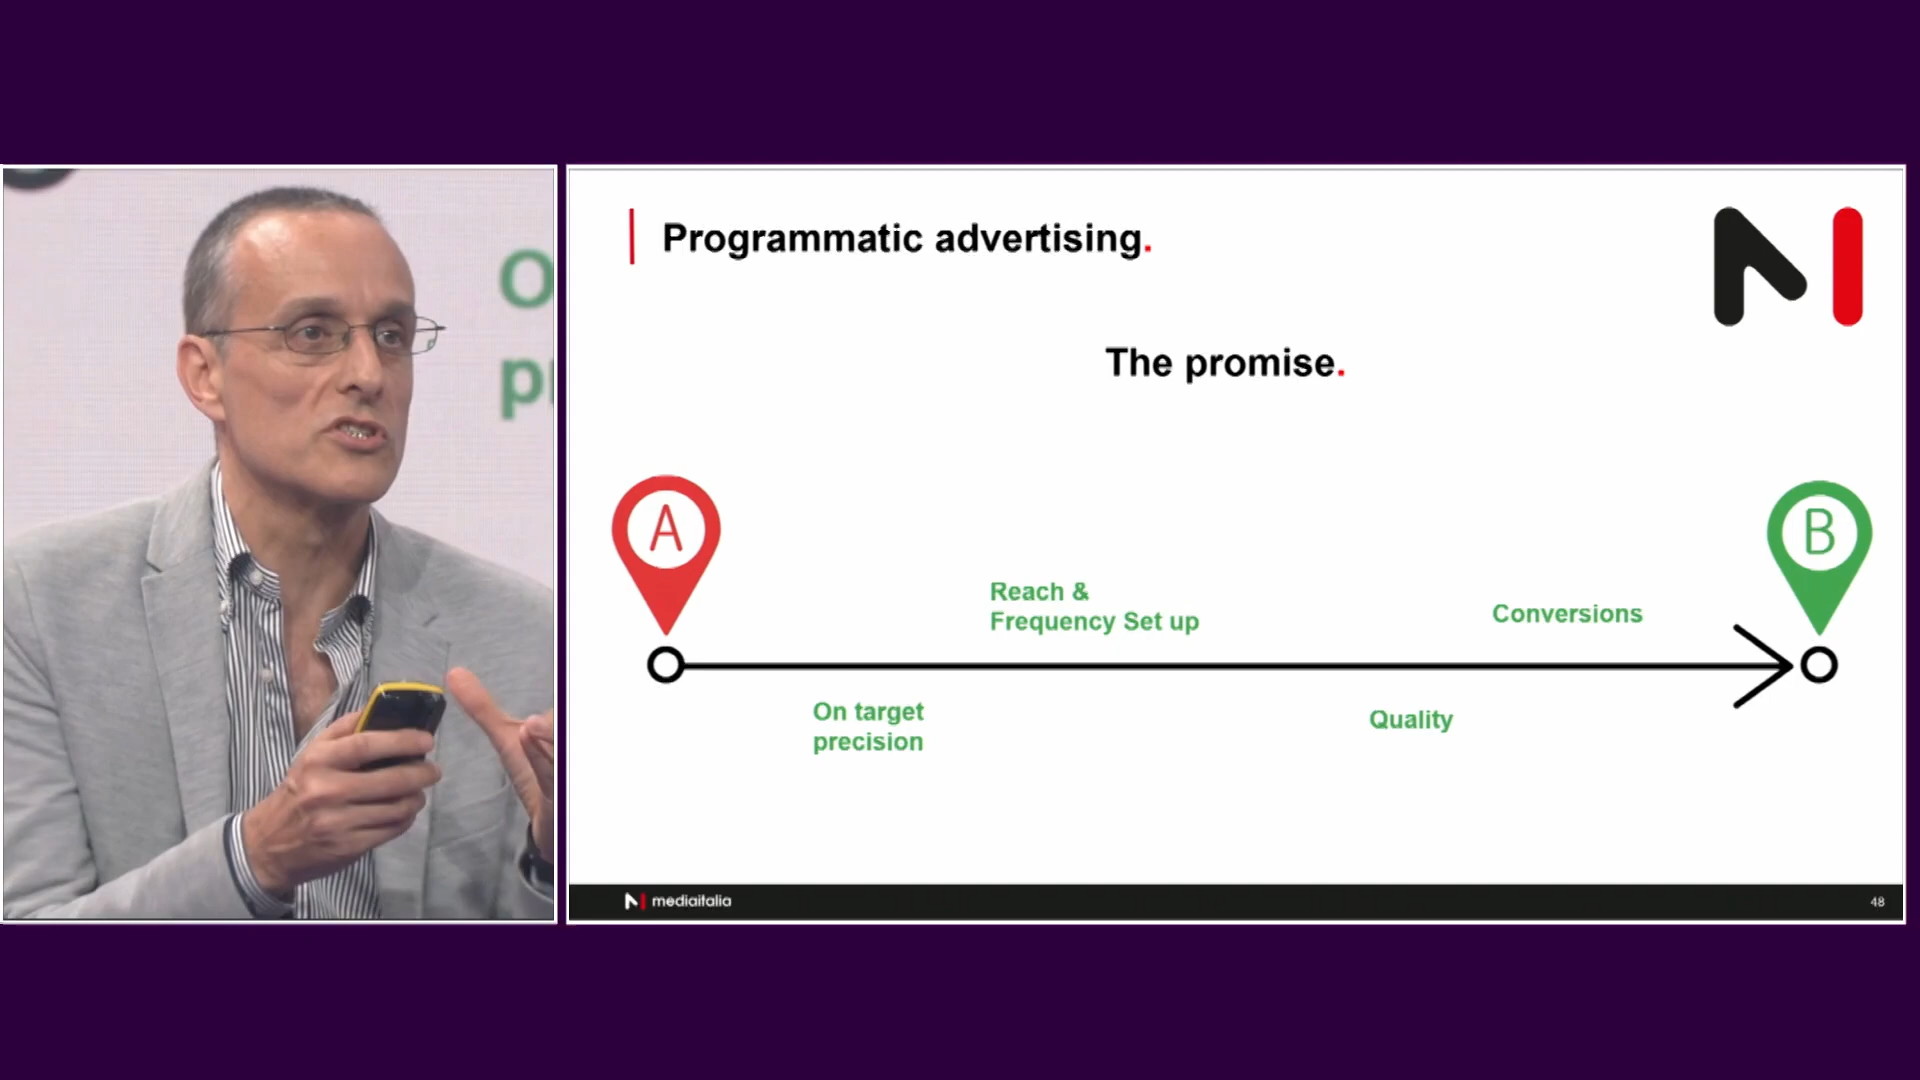 Programmatic advertising.
The promise.
A
B
Reach &
Frequency Set up
Conversions
On target
precision
Quality
mediaitalia
48
O
p